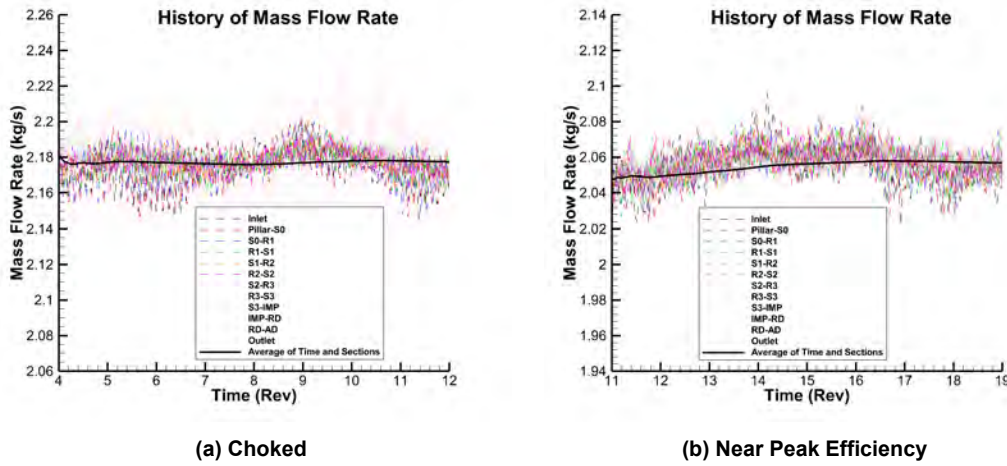 History of Mass Flow Rate
2.26
2.24
2.22
2.2
2.18
2.16
2.14
2.12
2.1
2.08
2.06
Mass Flow Rate (kg/s)
Inlet
Pillar-S0
S0-R1
R1-S1
S1-R2
R2-S2
S2-R3
R3-S3
S3-IMP
IMP-RD
RD-AD
Outlet
Average of Time and Sections
4 5 6 7 8 9 10 11 12
Time (Rev)
(a) Choked
History of Mass Flow Rate
2.14
2.12
2.1
2.08
2.06
2.04
2.02
2
1.98
1.96
1.94
Mass Flow Rate (kg/s)
Inlet
Pillar-S0
S0-R1
R1-S1
S1-R2
R2-S2
S2-R3
R3-S3
S3-IMP
IMP-RD
RD-AD
Outlet
Average of Time and Sections
11 12 13 14 15 16 17 18 19
Time (Rev)
(b) Near Peak Efficiency